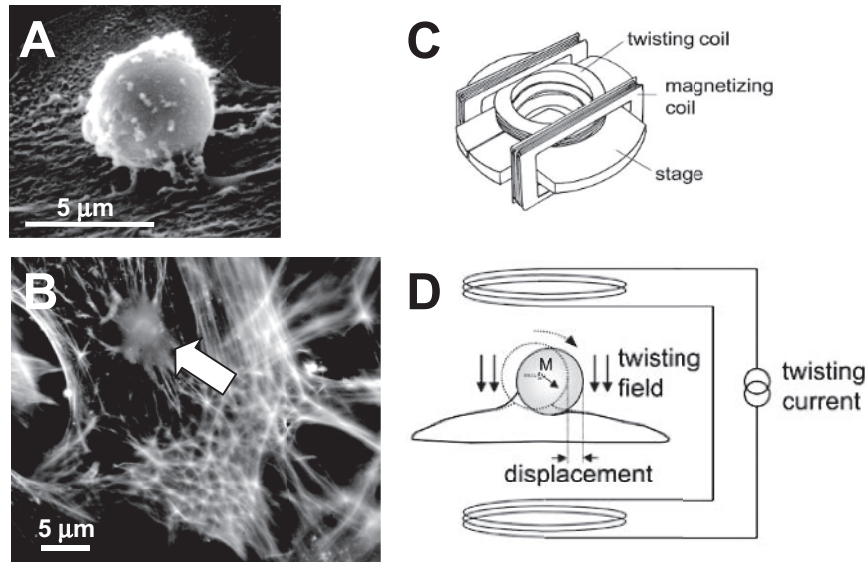 A
5 μm
B
5 μm
C
twisting coil
magnetizing
coil
stage
D
M
twisting
field
twisting
current
displacement